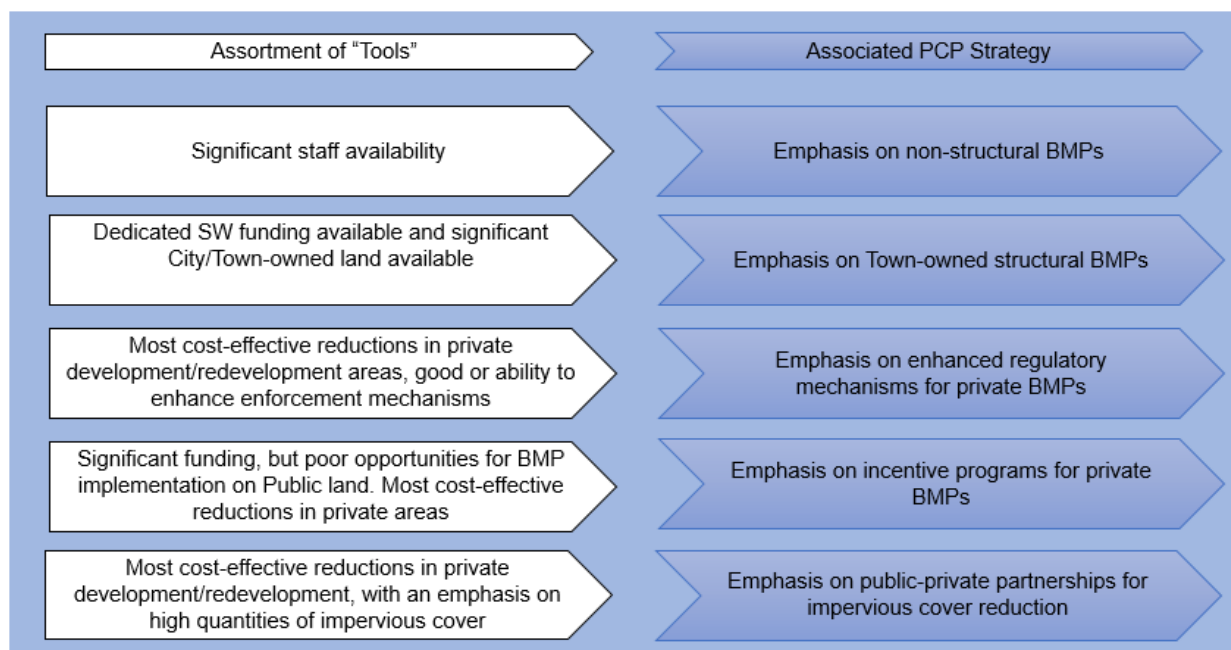 Assortment of “Tools”
Associated PCP Strategy
Significant staff availability
Emphasis on non-structural BMPs
Dedicated SW funding available and significant
City/Town-owned land available
Emphasis on Town-owned structural BMPs
Most cost-effective reductions in private
development/redevelopment areas, good or ability to
enhance enforcement mechanisms
Emphasis on enhanced regulatory
mechanisms for private BMPs
Significant funding, but poor opportunities for BMP
implementation on Public land. Most cost-effective
reductions in private areas
Emphasis on incentive programs for private
BMPs
Most cost-effective reductions in private
development/redevelopment, with an emphasis on
high quantities of impervious cover
Emphasis on public-private partnerships for
impervious cover reduction